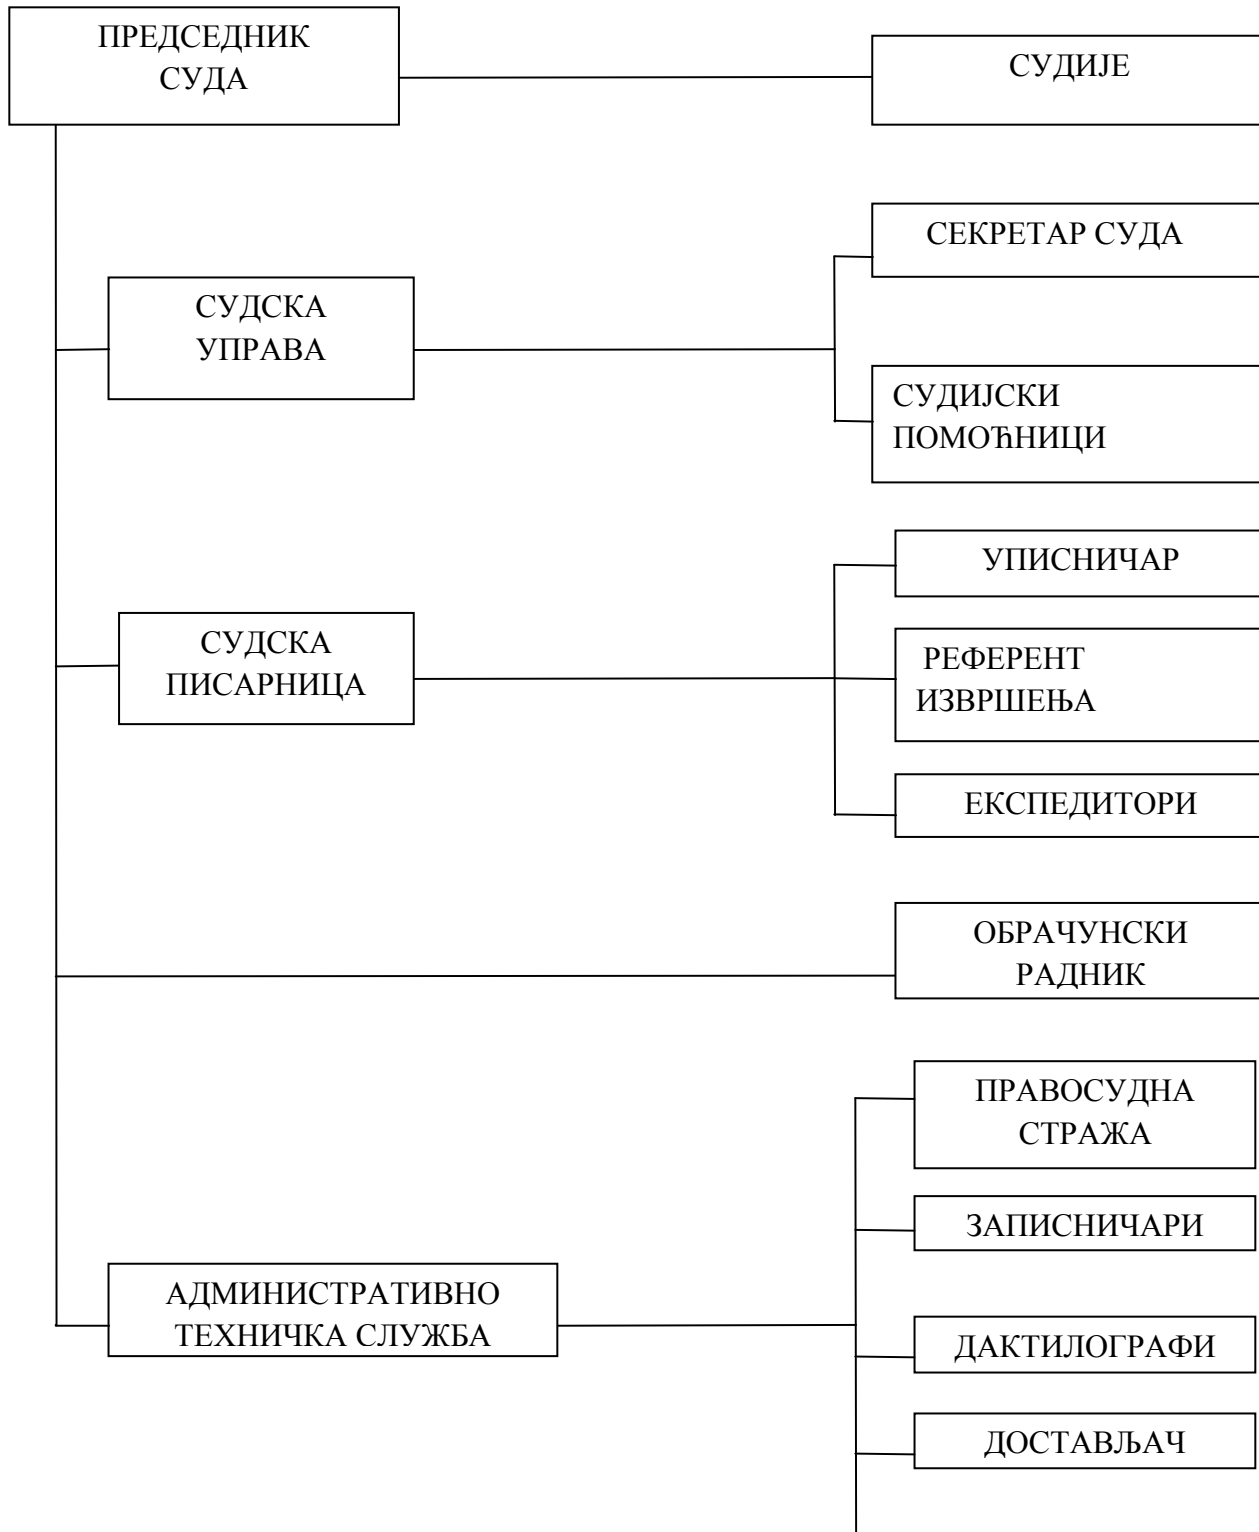 ПРЕДСЕДНИК
СУДА
СУДИЈЕ
СЕКРЕТАР СУДА
СУДСКА
УПРАВА
СУДИЈСКИ
ПОМОЋНИЦИ
УПИСНИЧАР
СУДСКА
ПИСАРНИЦА
РЕФЕРЕНТ
ИЗВРШЕЊА
ЕКСПЕДИТОРИ
ОБРАЧУНСКИ
РАДНИК
ПРАВОСУДНА
СТРАЖА
ЗАПИСНИЧАРИ
АДМИНИСТРАТИВНО
ТЕХНИЧКА СЛУЖБА
ДАКТИЛОГРАФИ
ДОСТАВЉАЧ